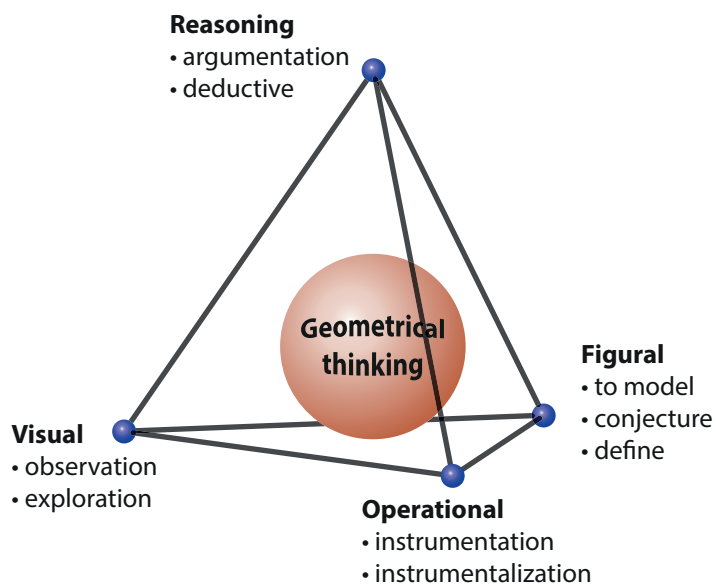 Reasoning
• argumentation
• deductive
Geometrical
thinking
Figural
• to model
• conjecture
• define
Visual
• observation
• exploration
Operational
• instrumentation
• instrumentalization